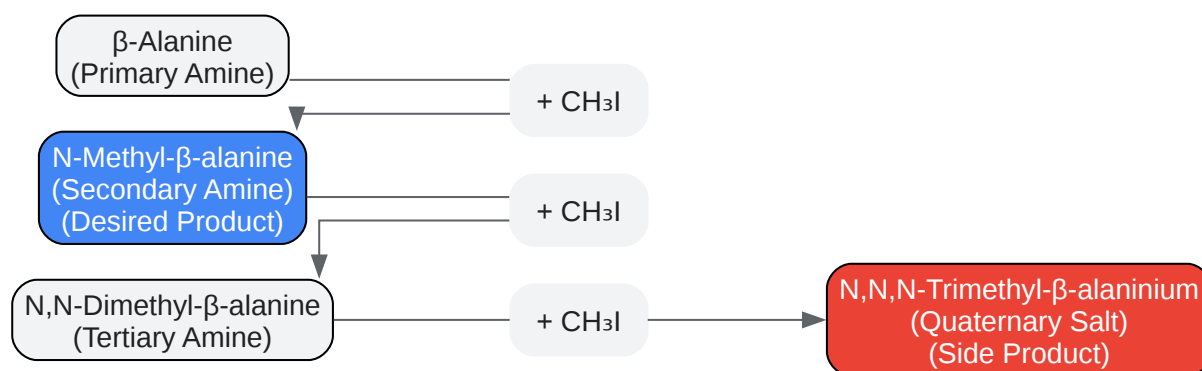 β-Alanine
(Primary Amine)
+ CH₃I
N-Methyl-β-alanine
(Secondary Amine)
(Desired Product)
+ CH₃I
N,N-Dimethyl-β-alanine
(Tertiary Amine)
+ CH₃I
N,N,N-Trimethyl-β-alaninium
(Quaternary Salt)
(Side Product)